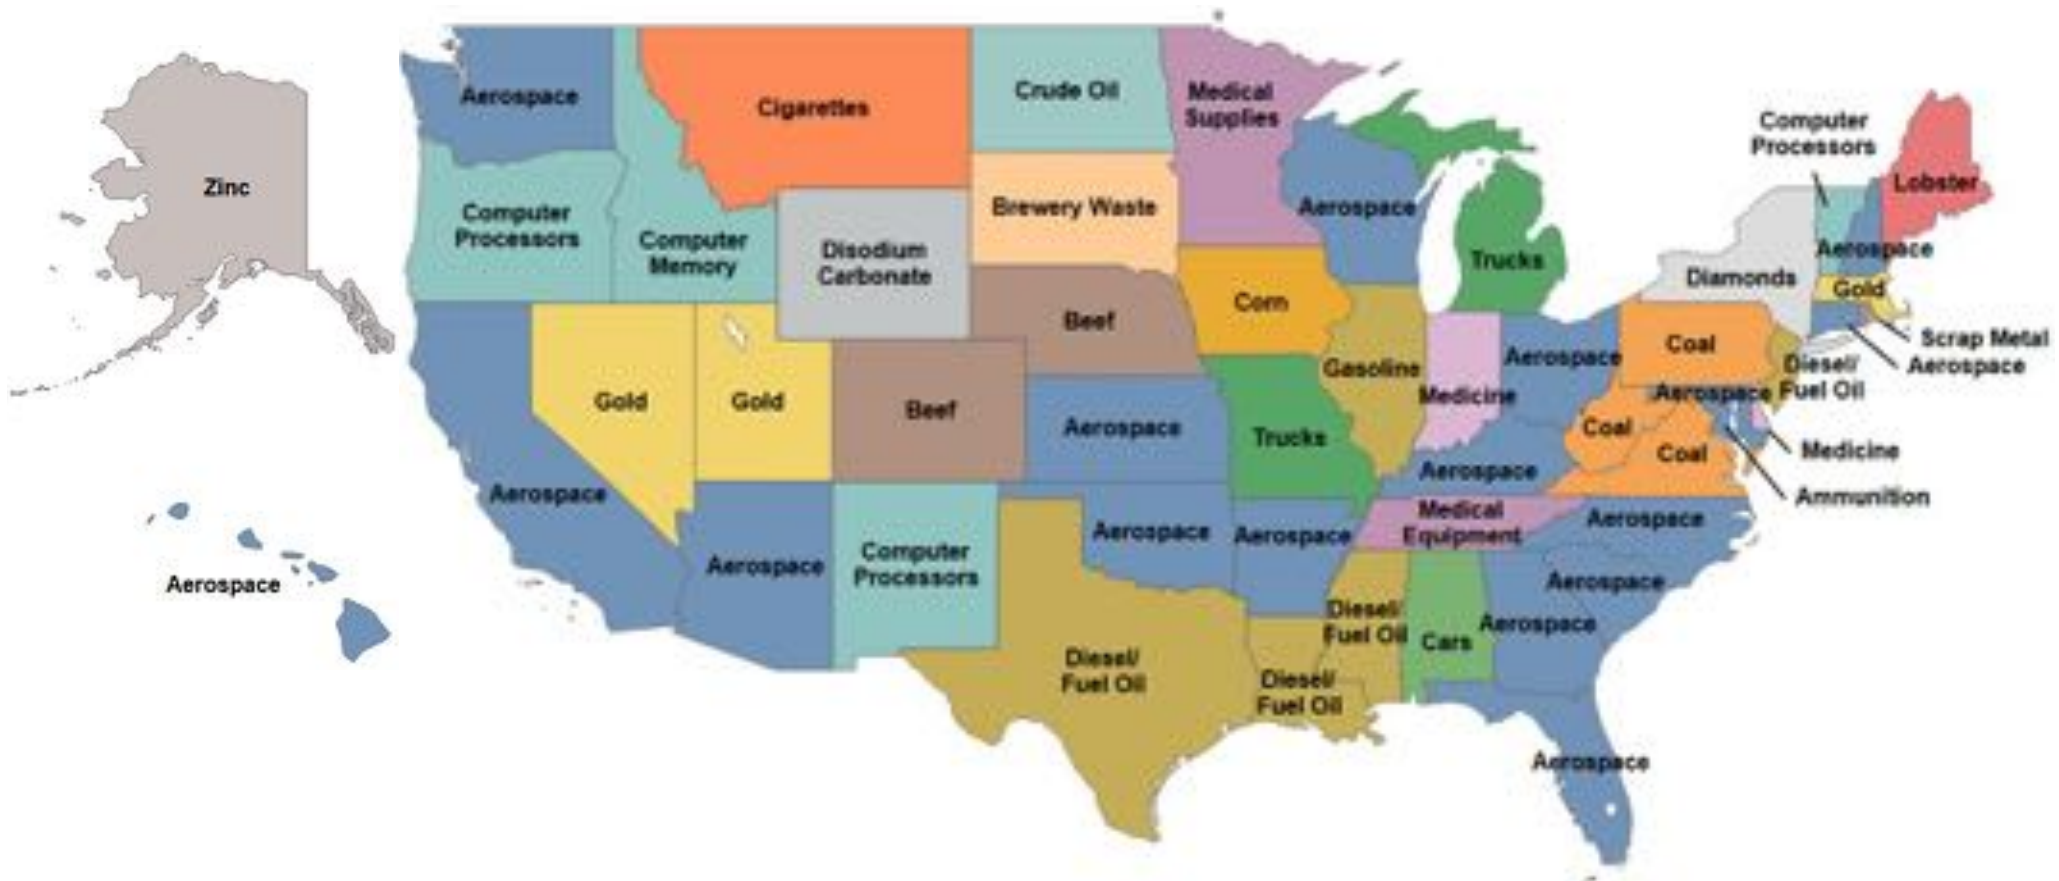 Zinc
Aerospace
Aerospace
Cigarettes
Crude Oil
Medical
Supplies
Computer
Processors
Computer
Memory
Disodium
Carbonate
Brewery Waste
Aerospace
Trucks
Computer
Processors
Lobster
Aerospace
Diamonds
Gold
Scrap Metal
Aerospace
Beef
Corn
Gasoline
Medicine
Aerospace
Coal
Diesel/
Fuel Oil
Aerospace
Gold
Gold
Beef
Aerospace
Trucks
Aerospace
Coal
Coal
Medicine
Ammunition
Aerospace
Aerospace
Computer
Processors
Aerospace
Aerospace
Medical
Equipment
Aerospace
Aerospace
Aerospace
Diesel/
Fuel Oil
Cars
Diesel/
Fuel Oil
Diesel/
Fuel Oil
Aerospace